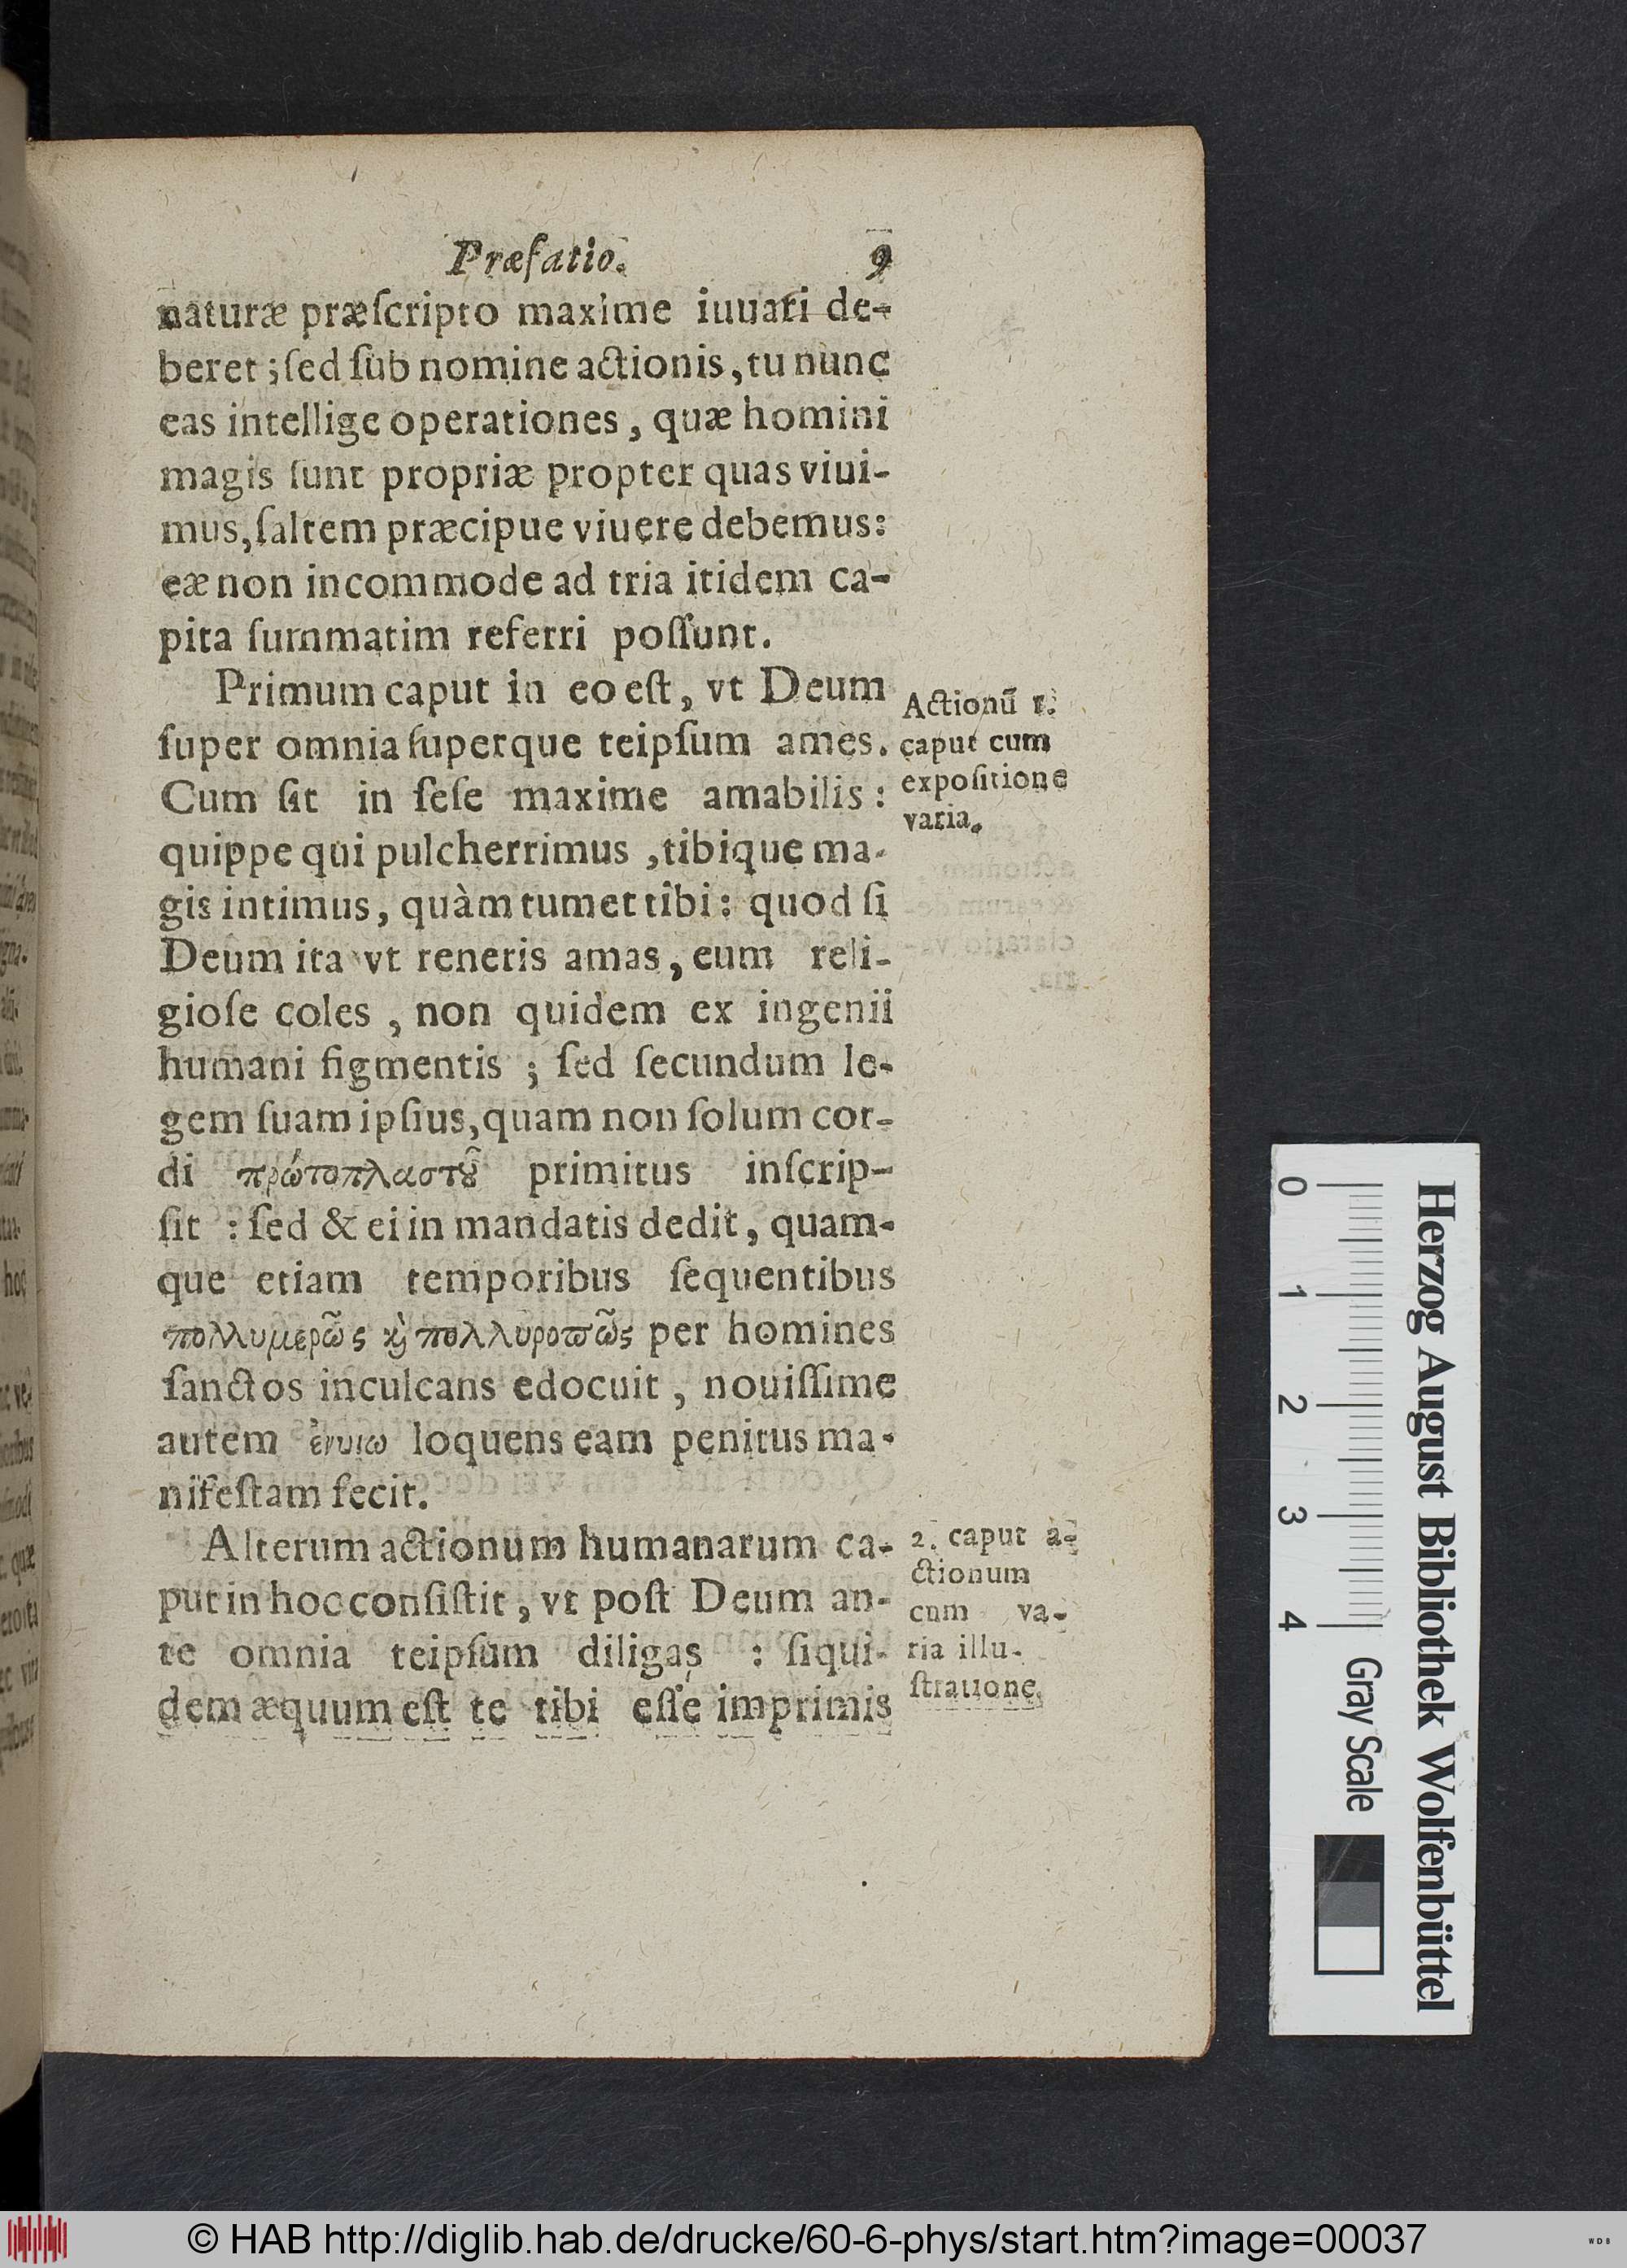 Præfatio. 9
naturæ præſcripto maxime iuuari de-
beret; ſed ſub nomine actionis, tu nunc
eas intellige operationes, quæ homini
magis ſunt propriæ propter quas viui-
mus, ſaltem præcipue viuere debemus:
eæ non incommode ad tria itidem ca-
pita ſummatim referri poſſunt.
Primum caput in eo eſt, vt Deum
ſuper omnia ſuperque teipſum ames.
Cum ſit in ſeſe maxime amabilis:
quippe qui pulcherrimus, tibique ma-
gis intimus, quàm tumet tibi: quod ſi
Deum ita vt teneris amas, eum reli-
gioſe coles, non quidem ex ingenii
humani figmentis; ſed ſecundum le-
gem ſuam ipſius, quam non ſolum cor-
di πρώτοπλαστȣ͂ primitus inſcrip-
ſit: ſed & ei in mandatis dedit, quam-
que etiam temporibus ſequentibus
πολλυμερῶς ϗ̀ πολλυροπῶς per homines
ſanctos inculcans edocuit, nouiſſime
autem loquens eam penitus ma-
nifeſtam fecit.
Alterum actionum humanarum ca-
put in hoc conſiſtit, vt poſt Deum an-
te omnia teipſum diligas: ſiqui-
dem æquum eſt te tibi eſſe imprimis
Actionũ 1.
caput cum
expoſitione
varia.
2. caput a-
ctionum
cum va-
ria illu-
ſtratione.
Herzog August Bibliothek Wolfenbüttel
0 1 2 3 4 Gray Scale
© HAB http://diglib.hab.de/drucke/60-6-phys/start.htm?image=00037
WDB